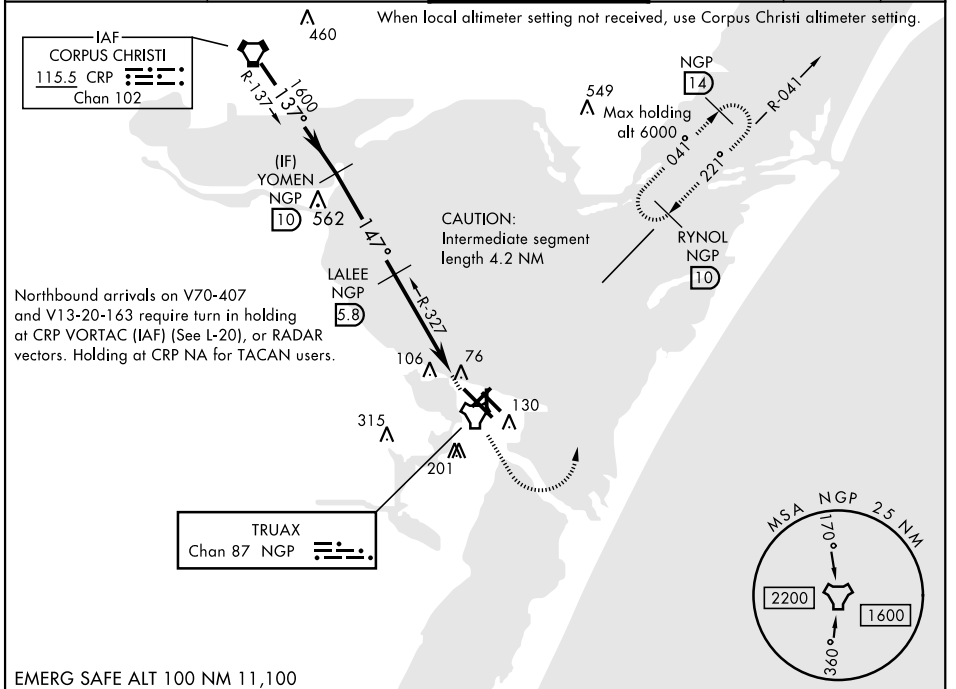 When local altimeter setting not received, use Corpus Christi altimeter setting.
IAF
CORPUS CHRISTI
115.5 CRP
Chan 102
460
R-137
1600
137°
(IF)
YOMEN
NGP
10
562
147°
LALEE
NGP
5.8
R-327
549
Max holding
alt 6000
NGP
14
R-041
041°
221°
RYNOL
NGP
10
CAUTION:
Intermediate segment
length 4.2 NM
Northbound arrivals on V70-407
and V13-20-163 require turn in holding
at CRP VORTAC (IAF) (See L-20), or RADAR
vectors. Holding at CRP NA for TACAN users.
106
76
130
315
201
TRUAX
Chan 87 NGP
MSA NGP 25 NM
170°
2200
1600
360°
EMERG SAFE ALT 100 NM 11,100